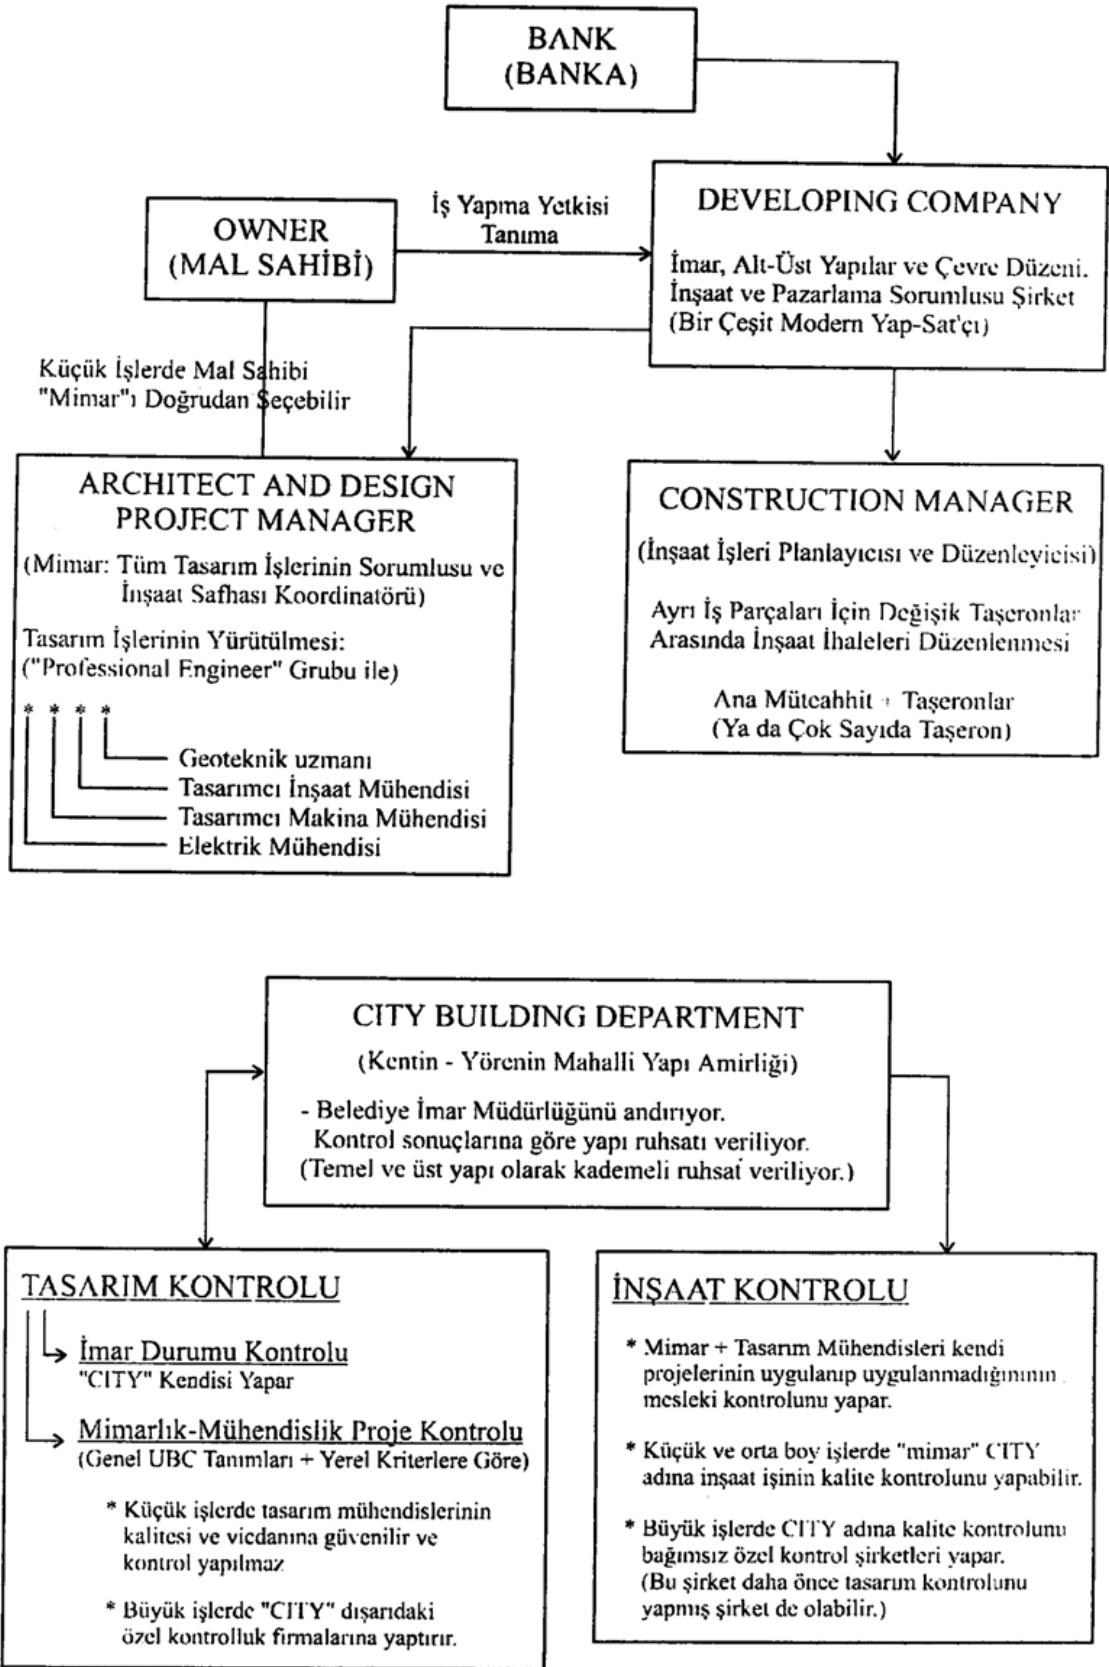 BANK
(BANKA)
DEVELOPING COMPANY
İmar, Alt-Üst Yapılar ve Çevre Düzeni.
İnşaat ve Pazarlama Sorumlusu Şirket
(Bir Çeşit Modern Yap-Sat'çı)
İş Yapma Yetkisi
Tanıma
OWNER
(MAL SAHİBİ)
Küçük İşlerde Mal Sahibi
"Mimar"ı Doğrudan Seçebilir
ARCHITECT AND DESIGN
PROJECT MANAGER
(Mimar: Tüm Tasarım İşlerinin Sorumlusu ve
İnşaat Safhası Koordinatörü)
Tasarım İşlerinin Yürütülmesi:
("Professional Engineer" Grubu ile)
* * * *
Geoteknik uzmanı
Tasarımcı İnşaat Mühendisi
Tasarımcı Makina Mühendisi
Elektrik Mühendisi
CONSTRUCTION MANAGER
(İnşaat İşleri Planlayıcısı ve Düzenleyicisi)
Ayrı İş Parçaları İçin Değişik Taşeronlar
Arasında İnşaat İhaleleri Düzenlenmesi
Ana Müteahhit + Taşeronlar
(Ya da Çok Sayıda Taşeron)
CITY BUILDING DEPARTMENT
(Kentin - Yörenin Mahalli Yapı Amirliği)
- Belediye İmar Müdürlüğünü andırıyor.
Kontrol sonuçlarına göre yapı ruhsatı veriliyor.
(Temel ve üst yapı olarak kademeli ruhsat veriliyor.)
TASARIM KONTROLU
İmar Durumu Kontrolu
"CITY" Kendisi Yapar
Mimarlık-Mühendislik Proje Kontrolu
(Genel UBC Tanımları + Yerel Kriterlere Göre)
* Küçük işlerde tasarım mühendislerinin
kalitesi ve vicdanına güvenilir ve
kontrol yapılmaz
* Büyük işlerde "CITY" dışarıdaki
özel kontrolluk firmalarına yaptırır.
İNŞAAT KONTROLU
* Mimar + Tasarım Mühendisleri kendi
projelerinin uygulanıp uygulanmadığınının
mesleki kontrolunu yapar.
* Küçük ve orta boy işlerde "mimar" CITY
adına inşaat işinin kalite kontrolunu yapabilir.
* Büyük işlerde CITY adına kalite kontrolunu
bağımsız özel kontrol şirketleri yapar.
(Bu şirket daha önce tasarım kontrolunu
yapmış şirket de olabilir.)